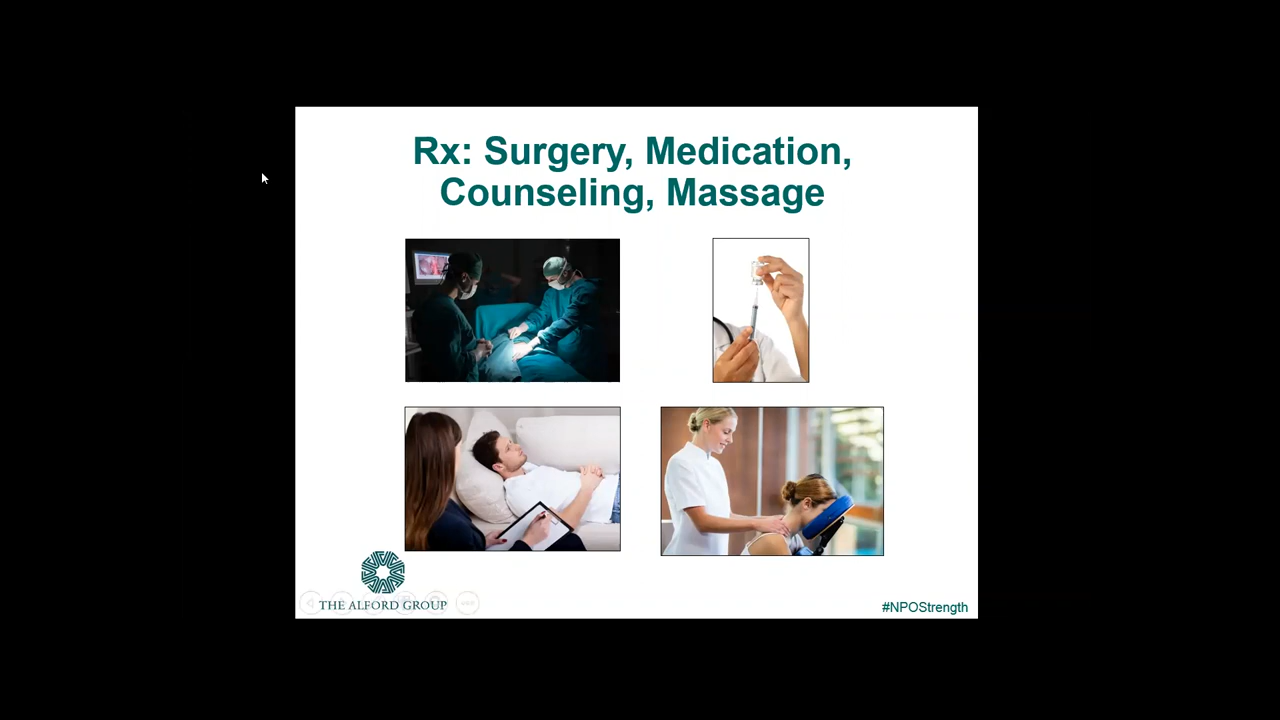 Rx: Surgery, Medication,
Counseling, Massage
THE ALFORD GROUP
#NPOStrength